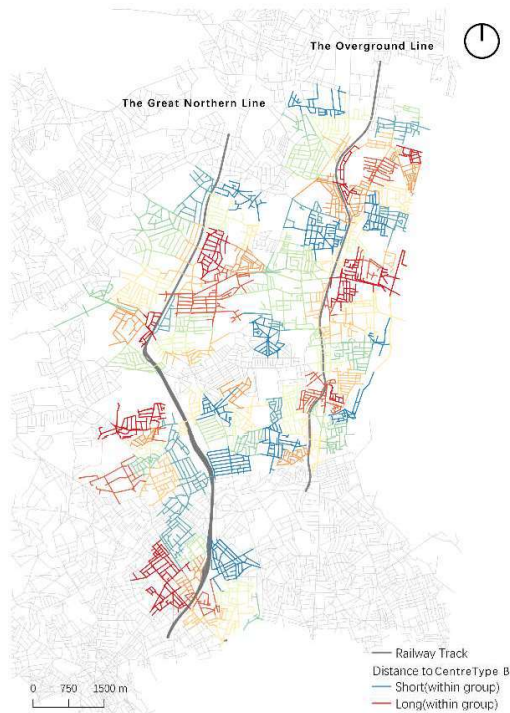 The Overground Line
The Great Northern Line
Railway Track
Distance to CentreType B
Short(within group)
Long(within group)
0 750 1500 m